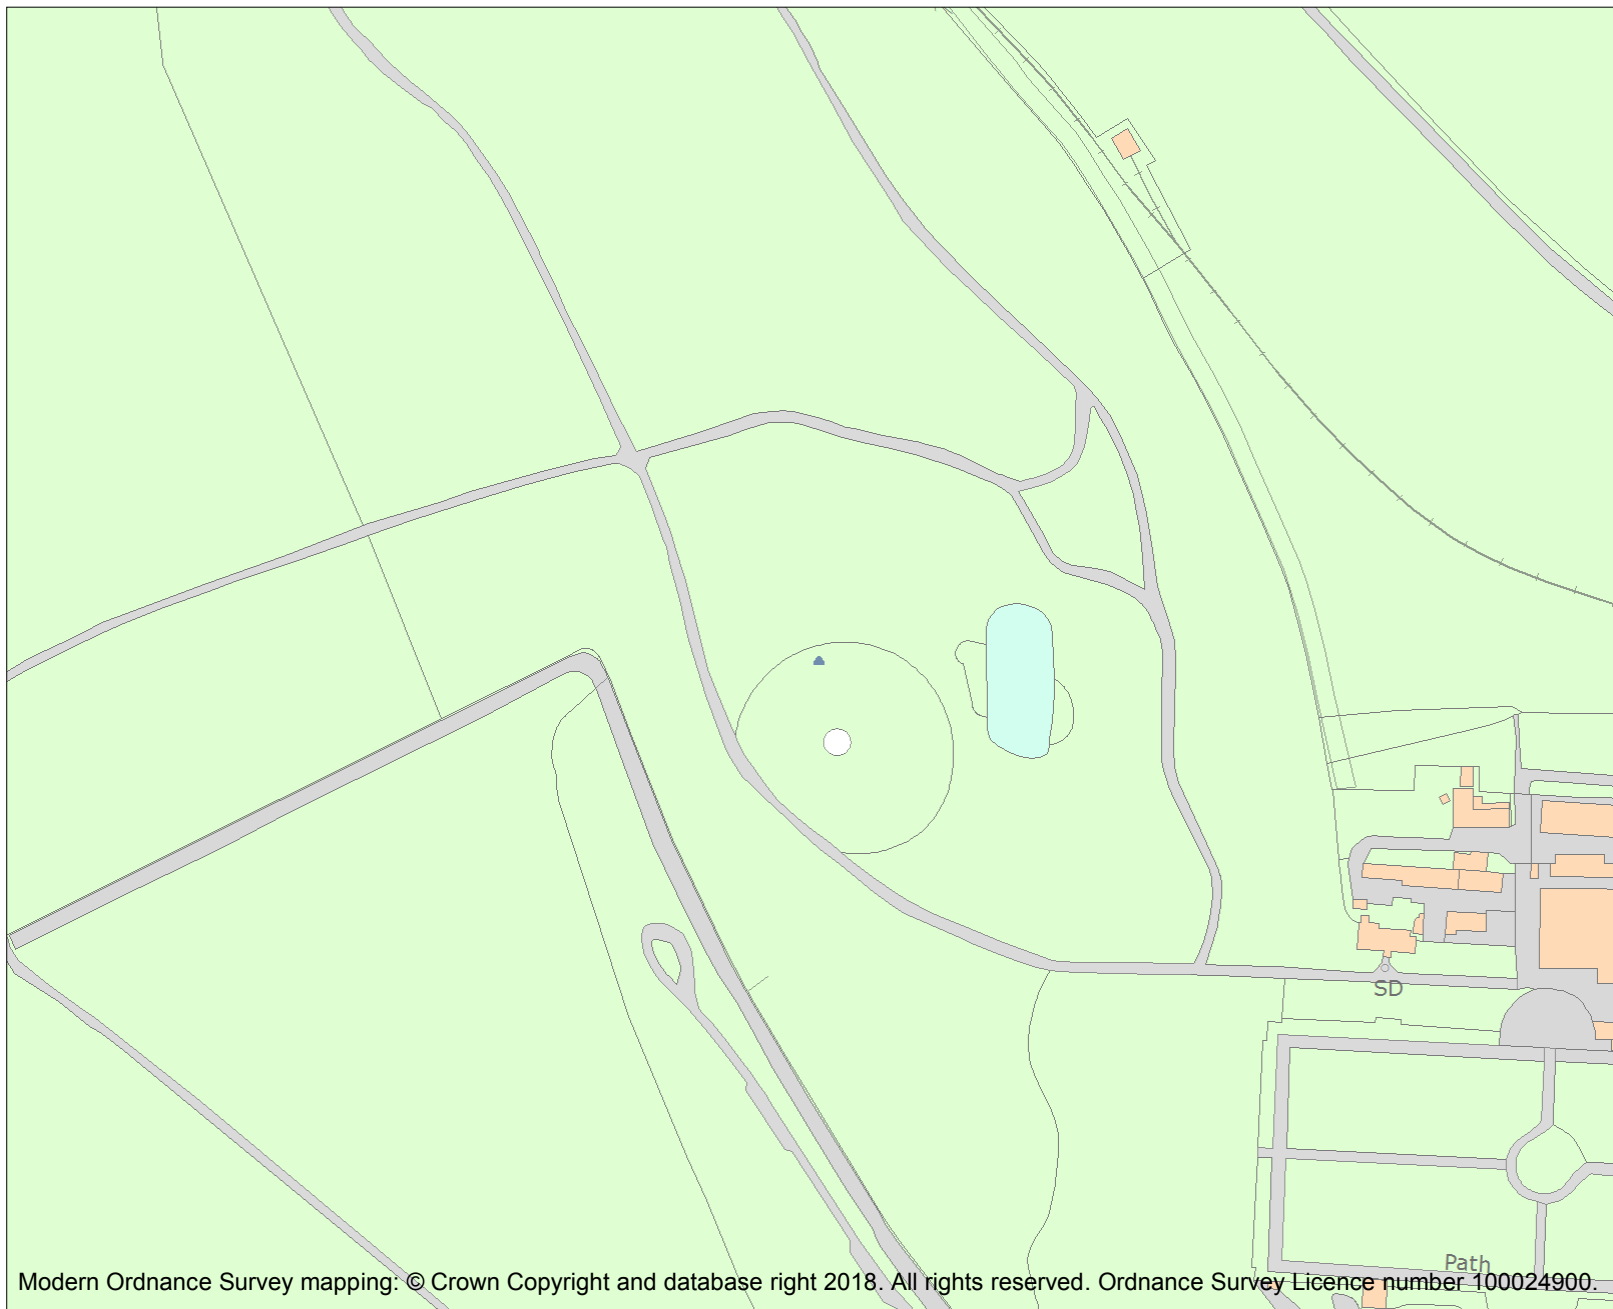 SD
Path
Modern Ordnance Survey mapping: © Crown Copyright and database right 2018. All rights reserved. Ordnance Survey Licence number 100024900.